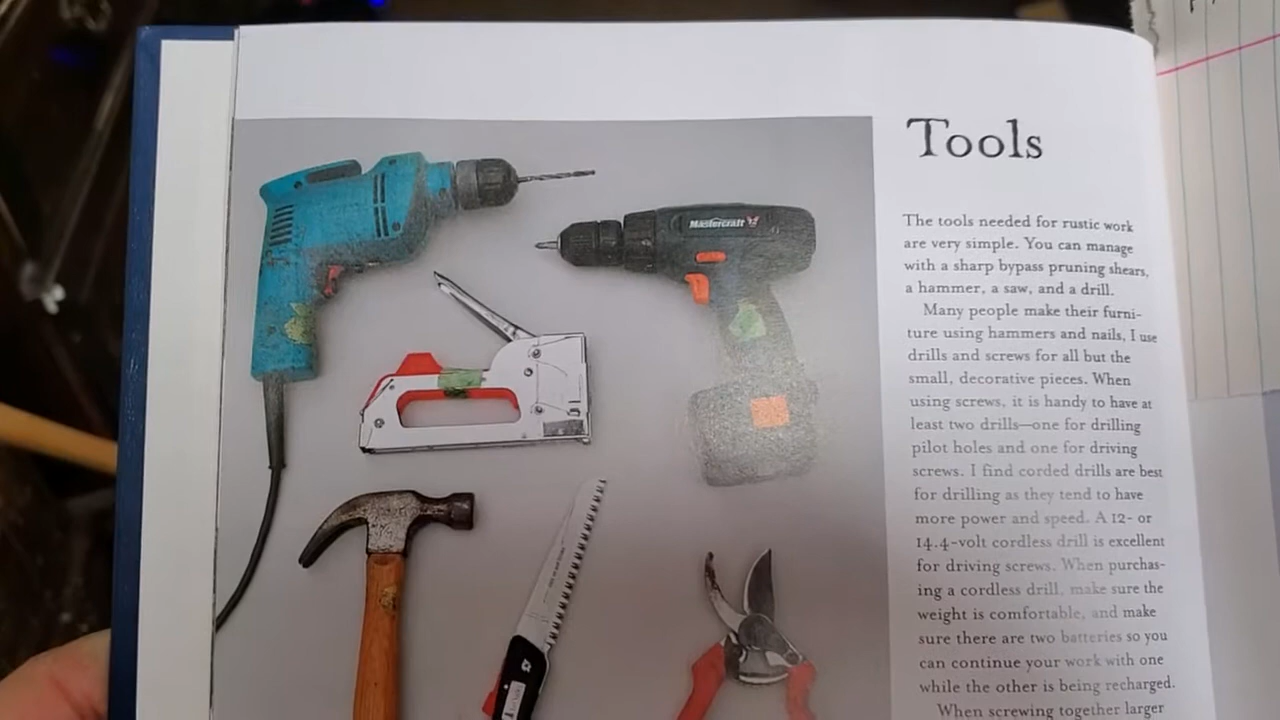 Mastercraft
Tools
The tools needed for rustic work
are very simple. You can manage
with a sharp bypass pruning shears,
a hammer, a saw, and a drill.
Many people make their furni-
ture using hammers and nails, I use
drills and screws for all but the
small, decorative pieces. When
using screws, it is handy to have at
least two drills—one for drilling
pilot holes and one for driving
screws. I find corded drills are best
for drilling as they tend to have
more power and speed. A 12- or
14.4-volt cordless drill is excellent
for driving screws. When purchas-
ing a cordless drill, make sure the
weight is comfortable, and make
sure there are two batteries so you
can continue your work with one
while the other is being recharged.
When screwing together larger